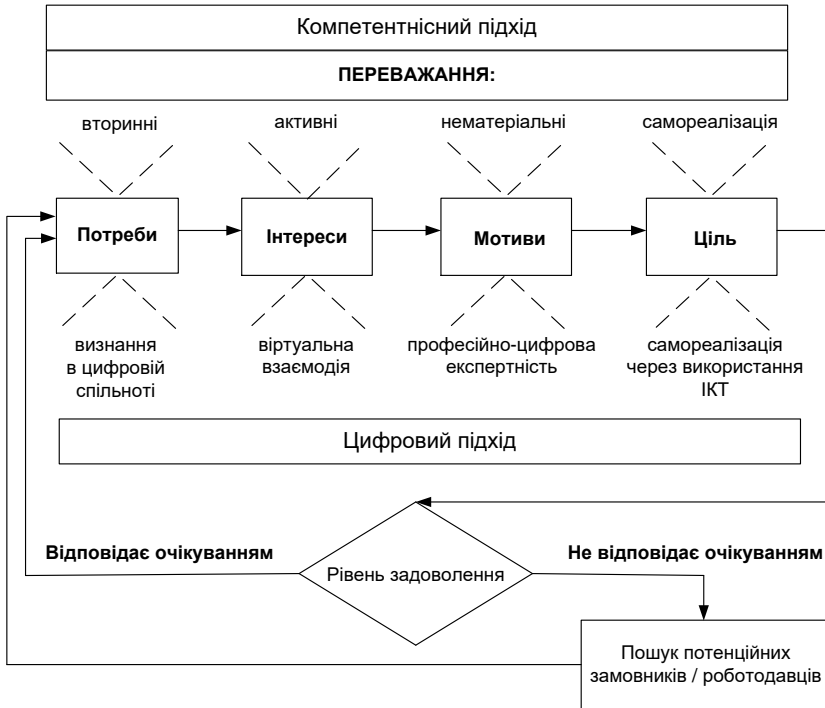 Компетентнісний підхід
ПЕРЕВАЖАННЯ:
вторинні
активні
нематеріальні
самореалізація
Потреби
Інтереси
Мотиви
Ціль
визнання
в цифровій
спільноті
віртуальна
взаємодія
професійно-цифрова
експертність
самореалізація
через використання
ІКТ
Цифровий підхід
Відповідає очікуванням
Не відповідає очікуванням
Рівень задоволення
Пошук потенційних
замовників / роботодавців